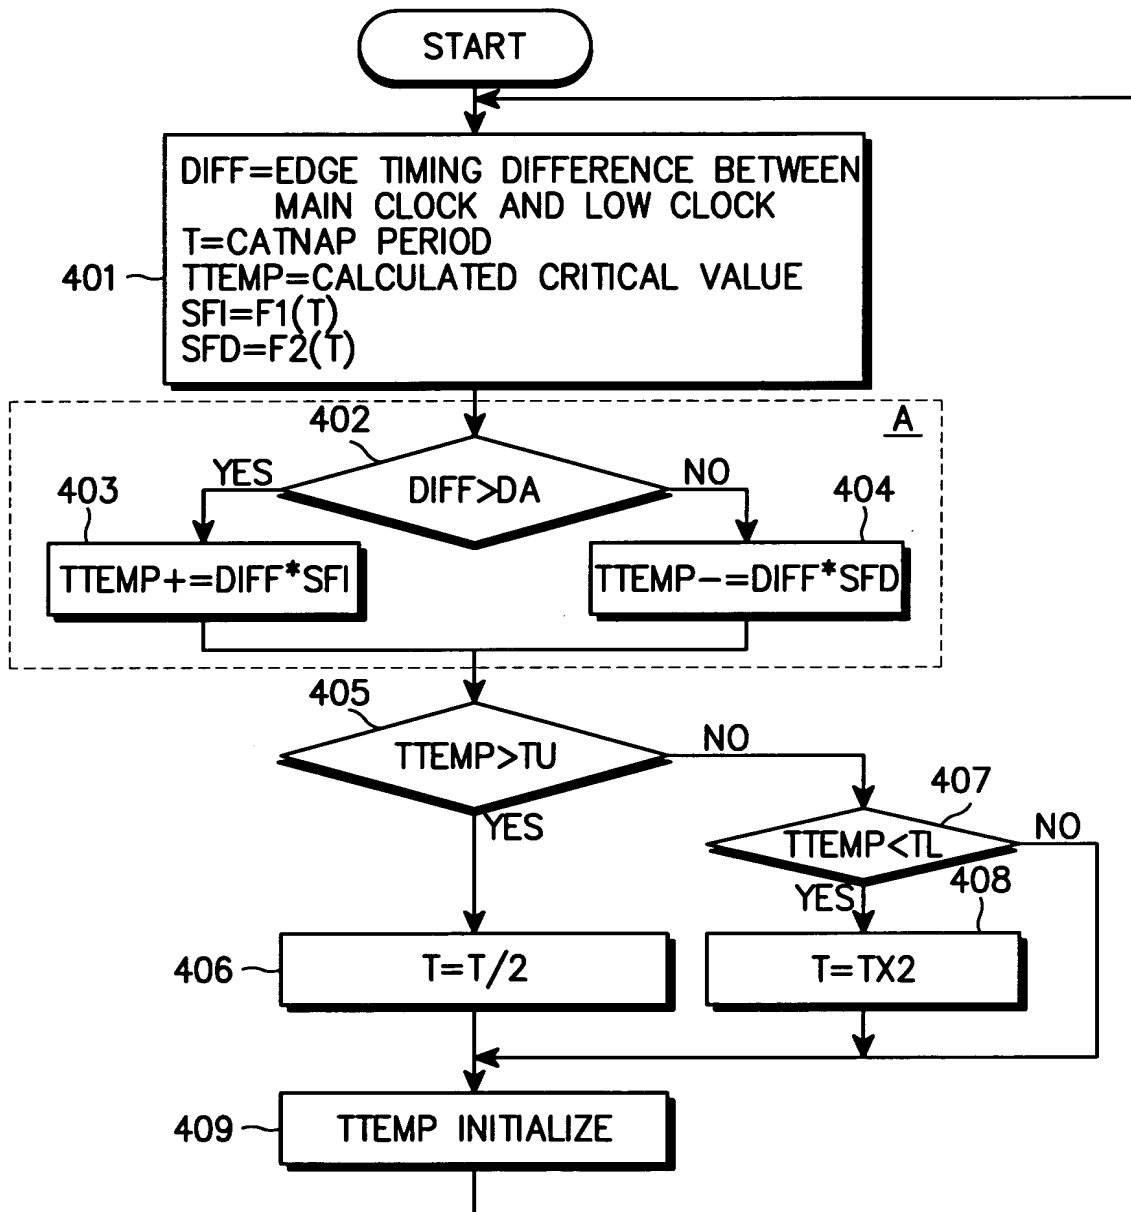 START
DIFF=EDGE TIMING DIFFERENCE BETWEEN
MAIN CLOCK AND LOW CLOCK
T=CATNAP PERIOD
TTEMP=CALCULATED CRITICAL VALUE
SFI=F1(T)
SFD=F2(T)
401
A
402
YES
DIFF>DA
NO
403
404
TTEMP+=DIFF*SFI
TTEMP-=DIFF*SFD
405
TTEMP>TU
NO
YES
407
TTEMP<TL
NO
YES
408
406
T=T/2
T=TX2
409
TTEMP INITIALIZE